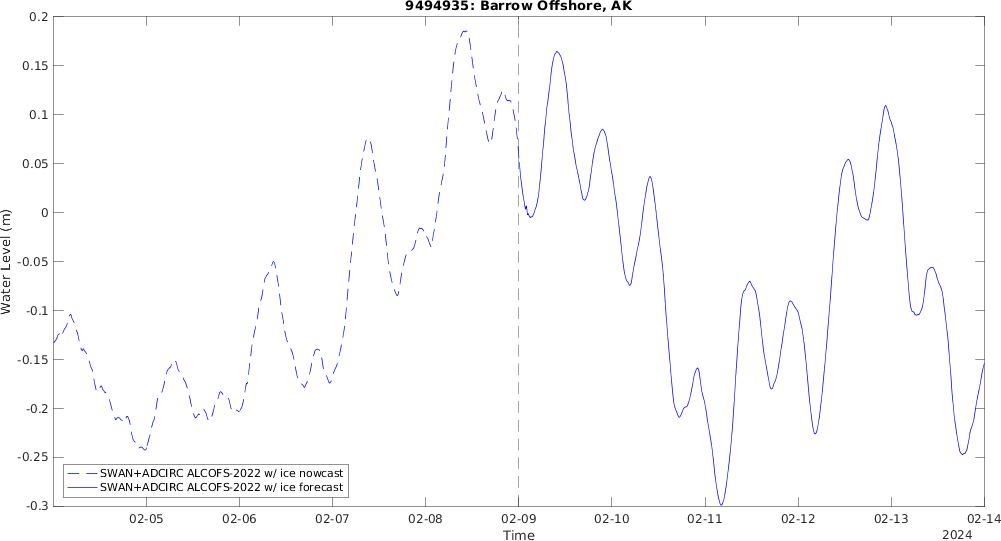 9494935: Barrow Offshore, AK
0.2
0.15
0.1
0.05
0
-0.05
-0.1
-0.15
-0.2
-0.25
-0.3
Water Level (m)
SWAN+ADCIRC ALCOFS-2022 w/ ice nowcast
SWAN+ADCIRC ALCOFS-2022 w/ ice forecast
02-05 02-06 02-07 02-08 02-09 02-10 02-11 02-12 02-13 02-14
Time
2024